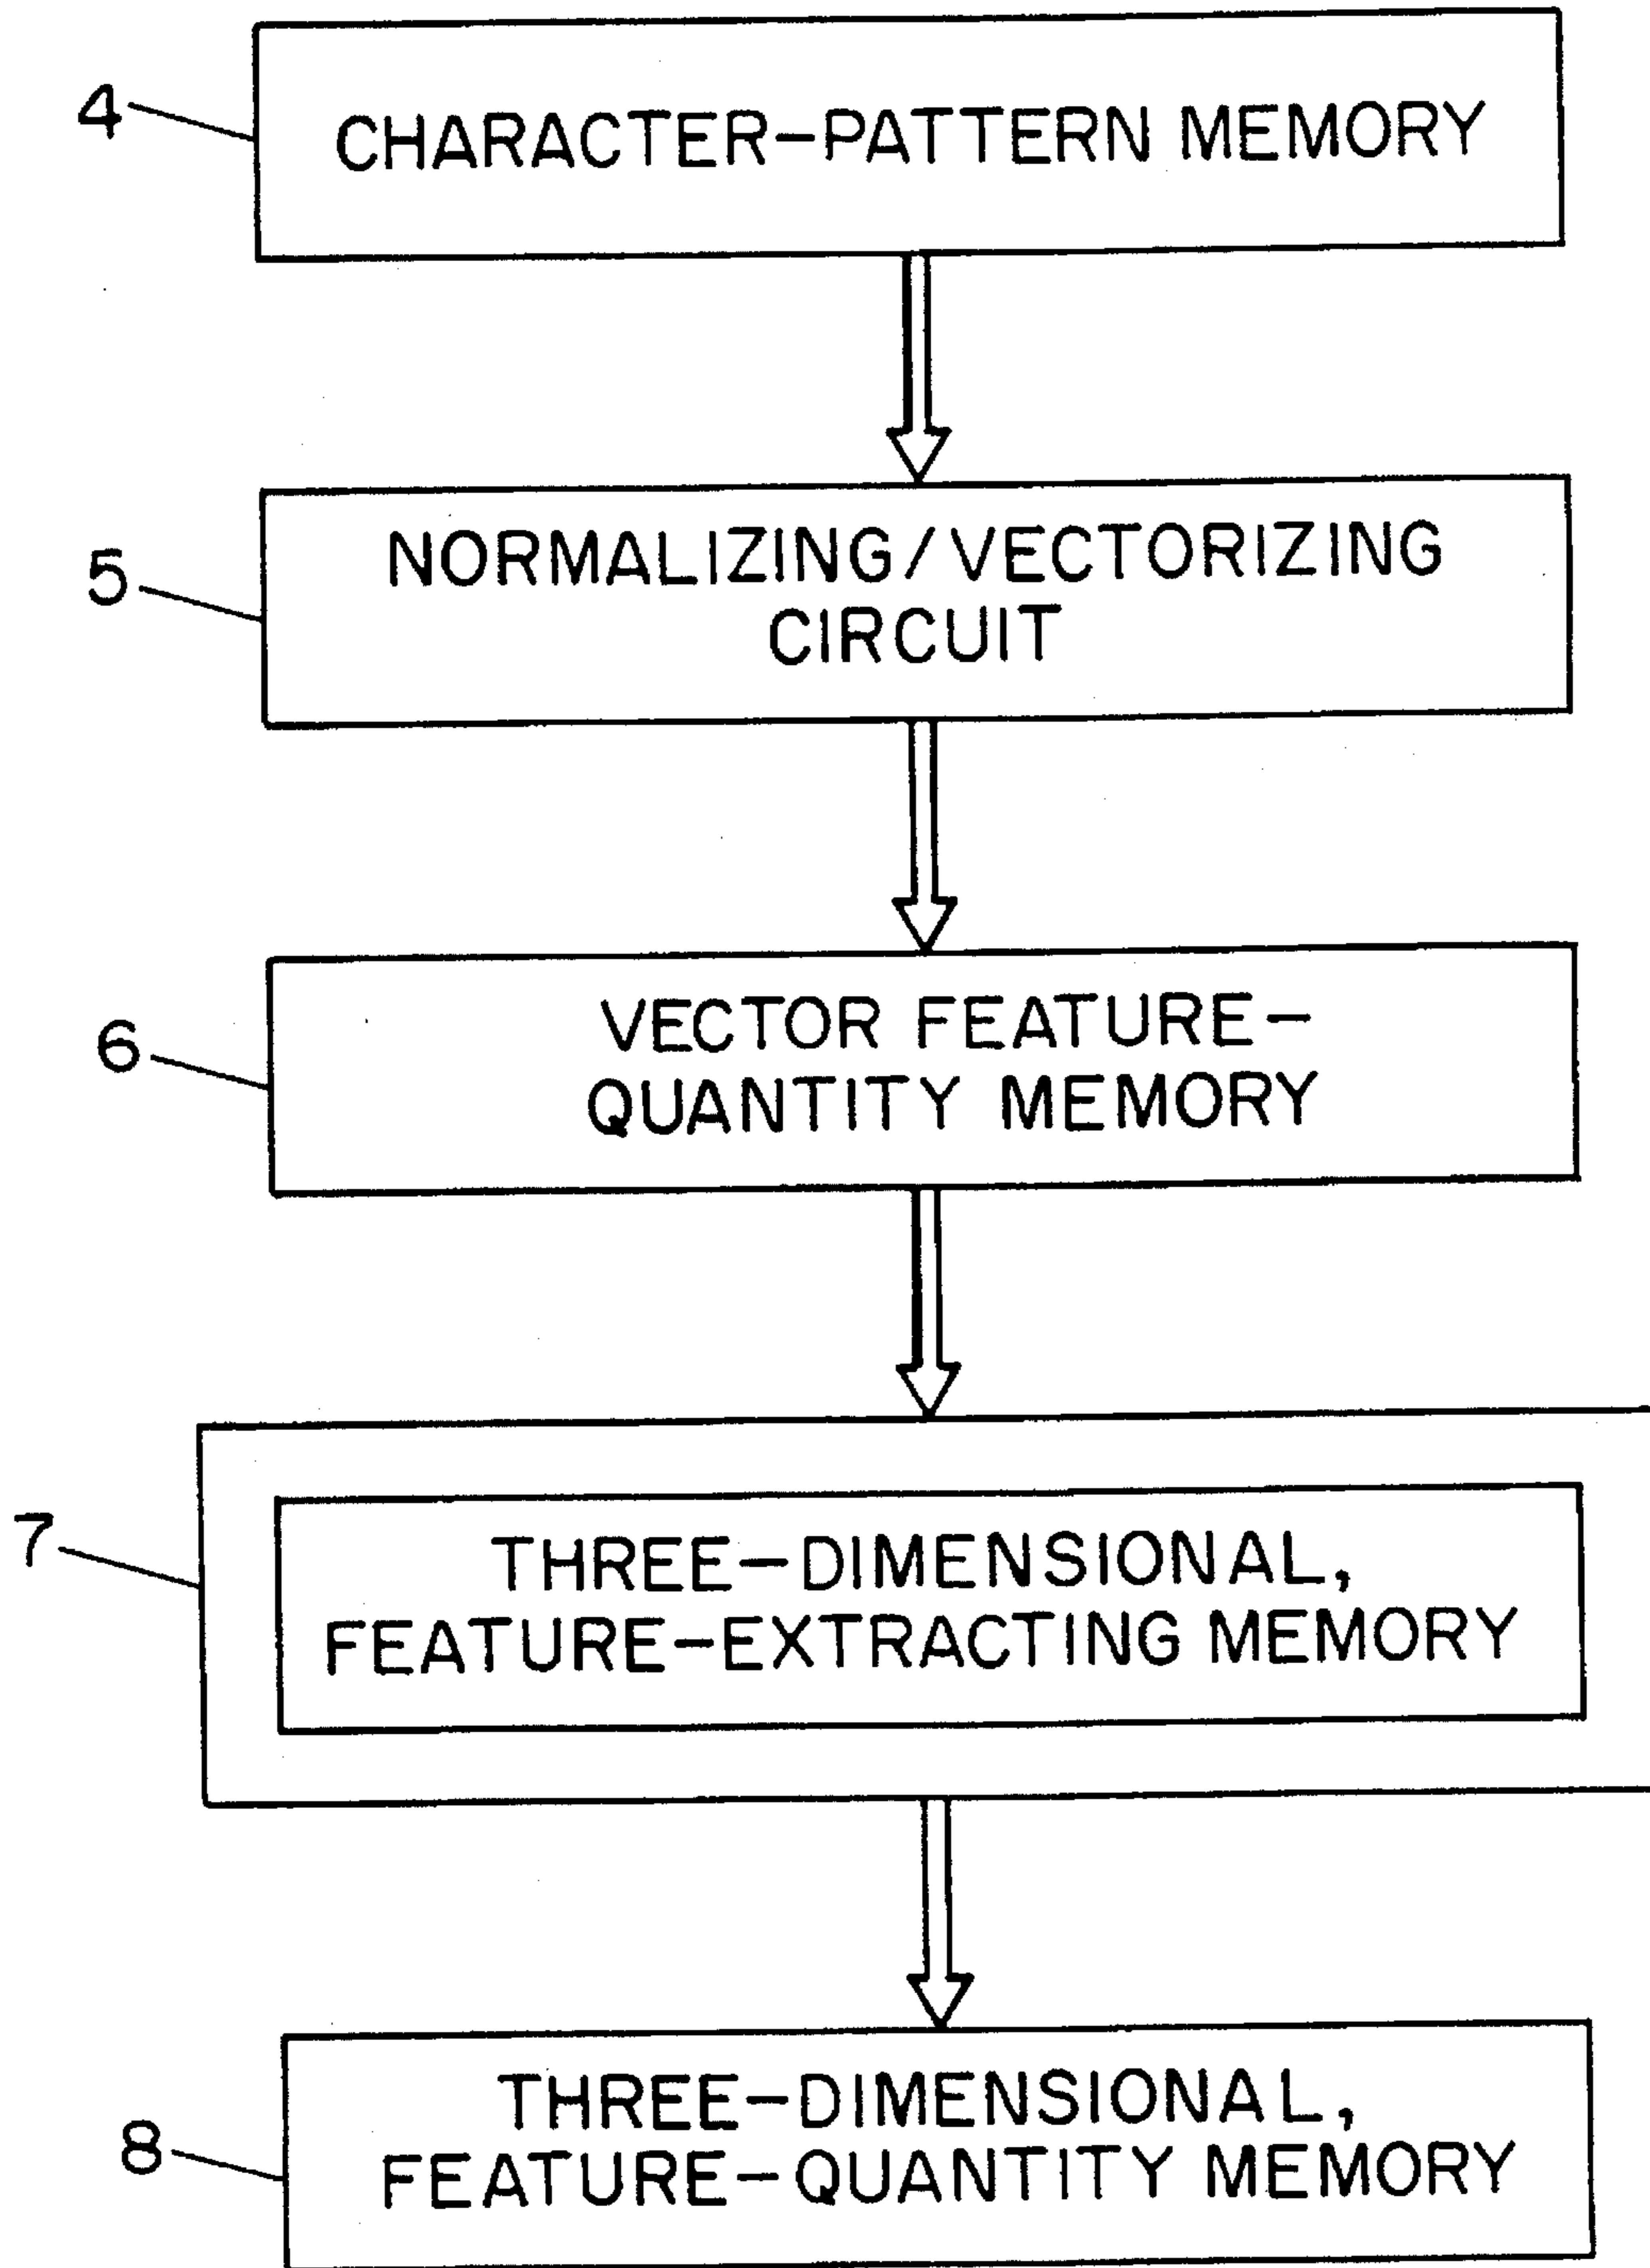 4
CHARACTER-PATTERN MEMORY
5
NORMALIZING/VECTORIZING
CIRCUIT
6
VECTOR FEATURE-
QUANTITY MEMORY
7
THREE-DIMENSIONAL,
FEATURE-EXTRACTING MEMORY
8
THREE-DIMENSIONAL,
FEATURE-QUANTITY MEMORY